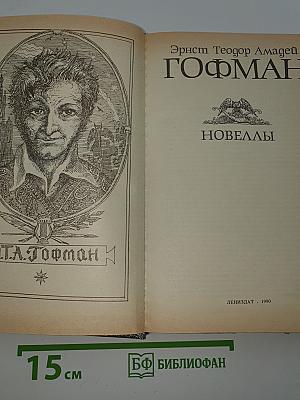 Т.А. Гофман
Эрнст Теодор Амадей
ГОФМАН
НОВЕЛЛЫ
ЛЕНИЗДАТ · 1990
15 см
БФ БИБЛИОФАН